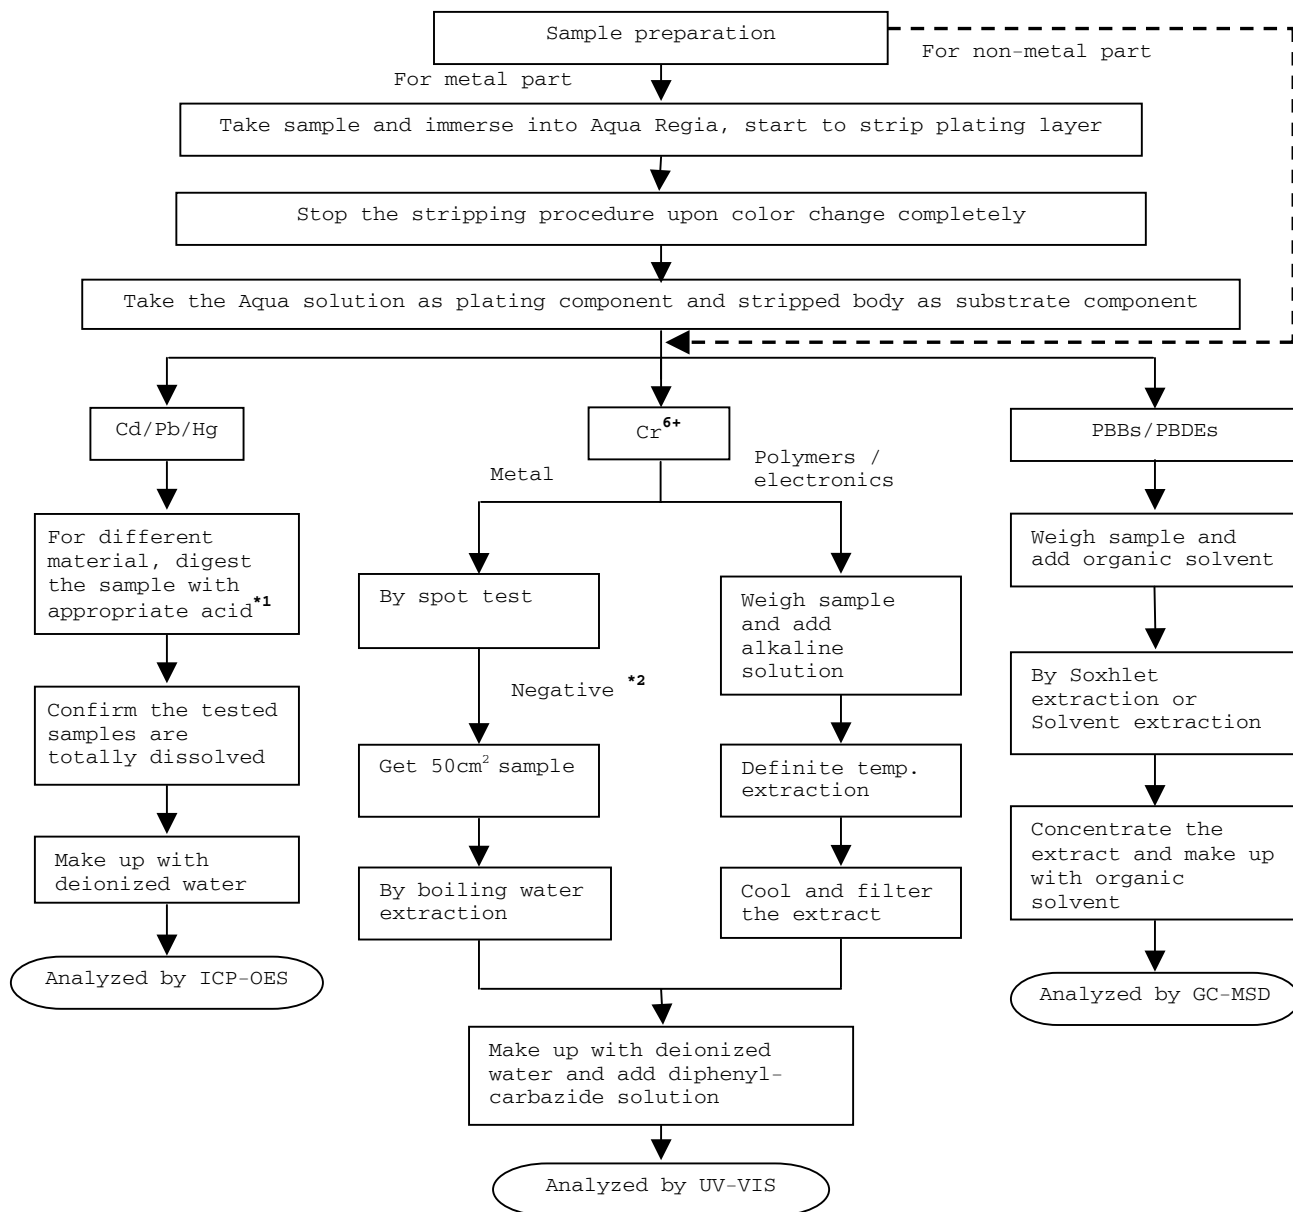 Sample preparation
For non-metal part
For metal part
Take sample and immerse into Aqua Regia, start to strip plating layer
Stop the stripping procedure upon color change completely
Take the Aqua solution as plating component and stripped body as substrate component
Cd/Pb/Hg
Cr6+
PBBs/PBDEs
Metal
Polymers /
electronics
For different
material, digest
the sample with
appropriate acid*1
By spot test
Weigh sample
and add
alkaline
solution
Weigh sample and
add organic solvent
Negative *2
Confirm the tested
samples are
totally dissolved
Get 50cm² sample
Definite temp.
extraction
By Soxhlet
extraction or
Solvent extraction
Make up with
deionized water
By boiling water
extraction
Cool and filter
the extract
Concentrate the
extract and make up
with organic
solvent
Analyzed by ICP-OES
Analyzed by GC-MSD
Make up with deionized
water and add diphenyl-
carbazide solution
Analyzed by UV-VIS